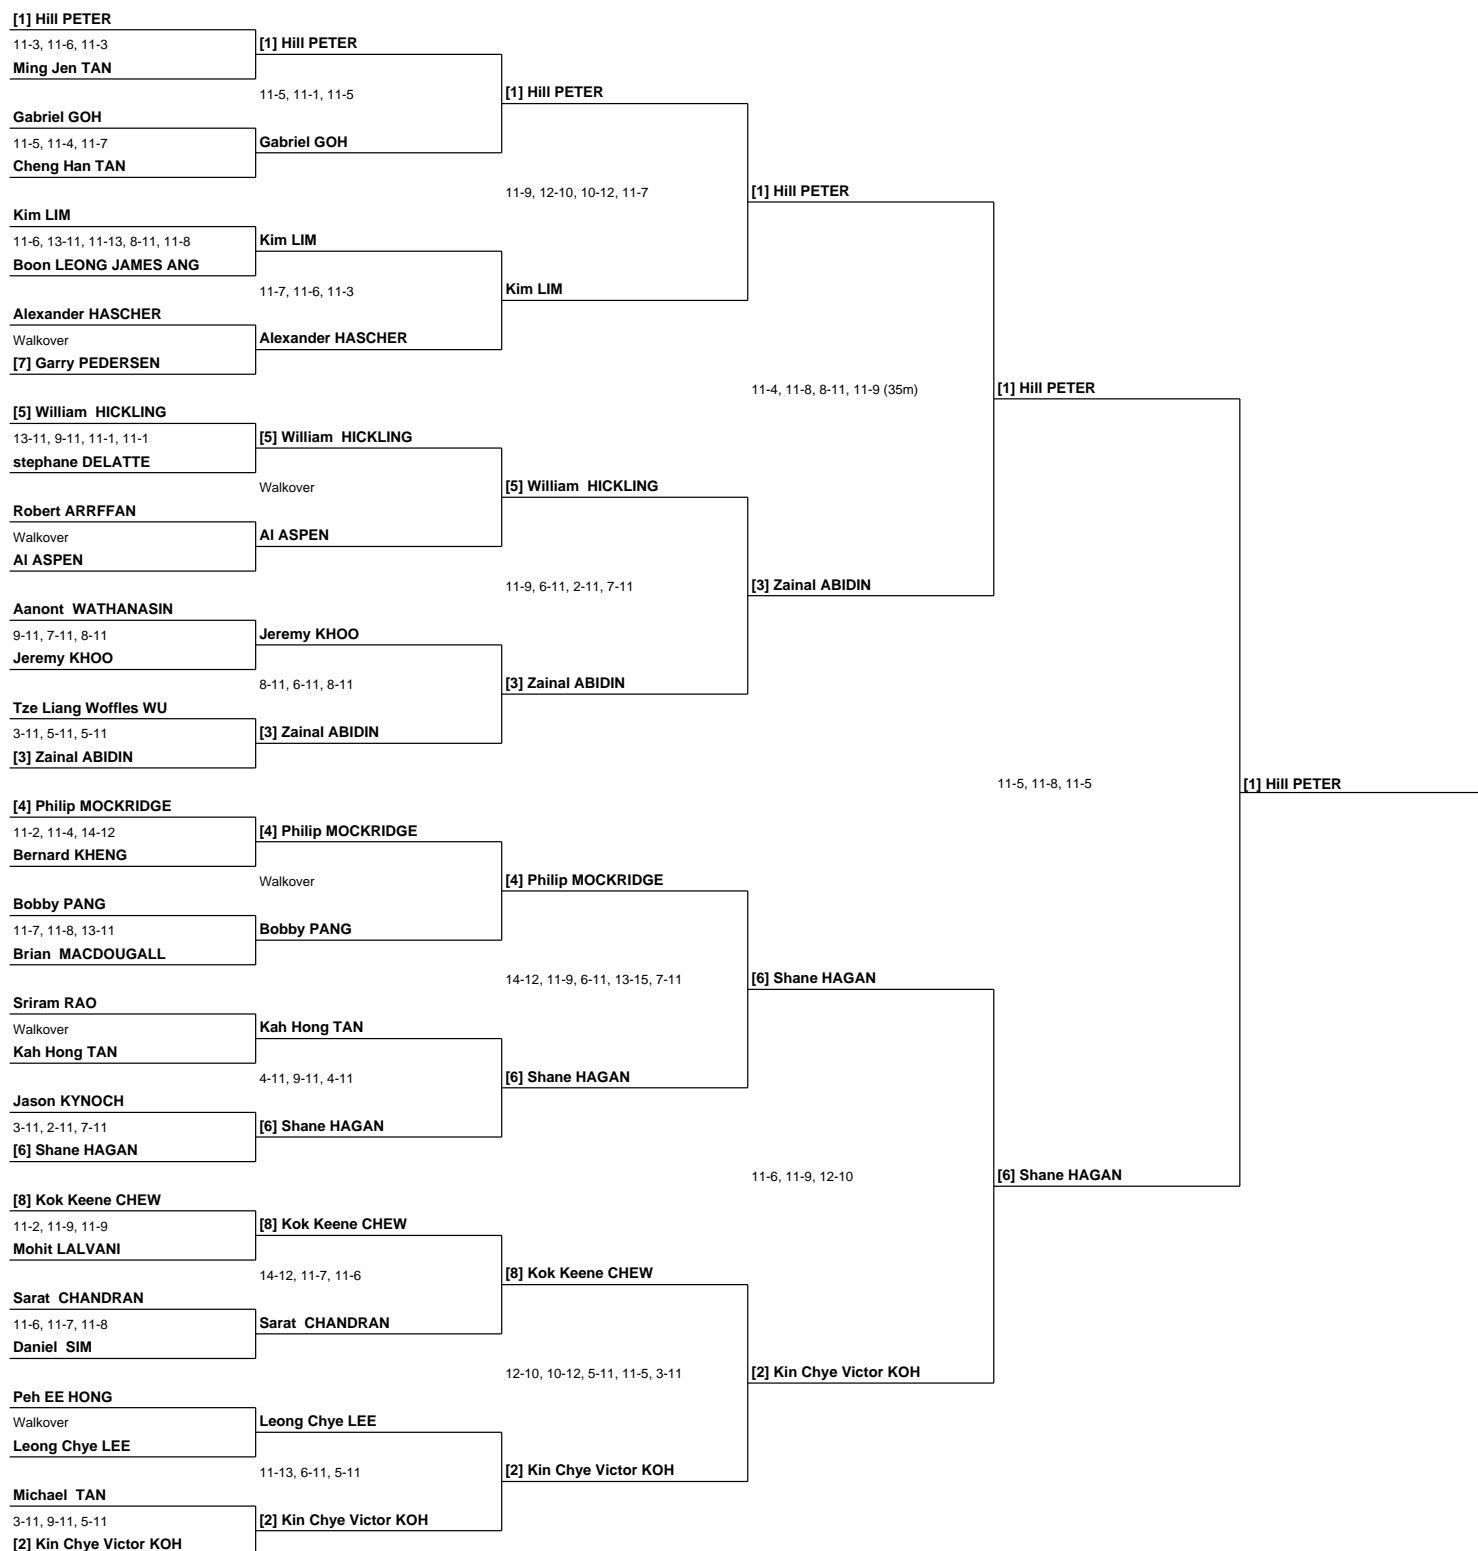 [1] Hill PETER
11-3, 11-6, 11-3
[1] Hill PETER
Ming Jen TAN
11-5, 11-1, 11-5
[1] Hill PETER
Gabriel GOH
11-5, 11-4, 11-7
Gabriel GOH
Cheng Han TAN
11-9, 12-10, 10-12, 11-7
[1] Hill PETER
Kim LIM
11-6, 13-11, 11-13, 8-11, 11-8
Kim LIM
Boon LEONG JAMES ANG
11-7, 11-6, 11-3
Kim LIM
Alexander HASCHER
Walkover
Alexander HASCHER
[7] Garry PEDERSEN
11-4, 11-8, 8-11, 11-9 (35m)
[1] Hill PETER
[5] William HICKLING
13-11, 9-11, 11-1, 11-1
[5] William HICKLING
stephane DELATTE
Walkover
[5] William HICKLING
Robert ARRFFAN
Walkover
Al ASPEN
Al ASPEN
11-9, 6-11, 2-11, 7-11
[3] Zainal ABIDIN
Aanont WATHANASIN
9-11, 7-11, 8-11
Jeremy KHOO
Jeremy KHOO
8-11, 6-11, 8-11
[3] Zainal ABIDIN
Tze Liang Woffles WU
3-11, 5-11, 5-11
[3] Zainal ABIDIN
[3] Zainal ABIDIN
11-5, 11-8, 11-5
[1] Hill PETER
[4] Philip MOCKRIDGE
11-2, 11-4, 14-12
[4] Philip MOCKRIDGE
Bernard KHENG
Walkover
[4] Philip MOCKRIDGE
Bobby PANG
11-7, 11-8, 13-11
Bobby PANG
Brian MACDOUGALL
14-12, 11-9, 6-11, 13-15, 7-11
[6] Shane HAGAN
Sriram RAO
Walkover
Kah Hong TAN
Kah Hong TAN
4-11, 9-11, 4-11
[6] Shane HAGAN
Jason KYNOCH
3-11, 2-11, 7-11
[6] Shane HAGAN
[6] Shane HAGAN
11-6, 11-9, 12-10
[6] Shane HAGAN
[8] Kok Keene CHEW
11-2, 11-9, 11-9
[8] Kok Keene CHEW
Mohit LALVANI
14-12, 11-7, 11-6
[8] Kok Keene CHEW
Sarat CHANDRAN
11-6, 11-7, 11-8
Sarat CHANDRAN
Daniel SIM
12-10, 10-12, 5-11, 11-5, 3-11
[2] Kin Chye Victor KOH
Peh EE HONG
Walkover
Leong Chye LEE
Leong Chye LEE
11-13, 6-11, 5-11
[2] Kin Chye Victor KOH
Michael TAN
3-11, 9-11, 5-11
[2] Kin Chye Victor KOH
[2] Kin Chye Victor KOH